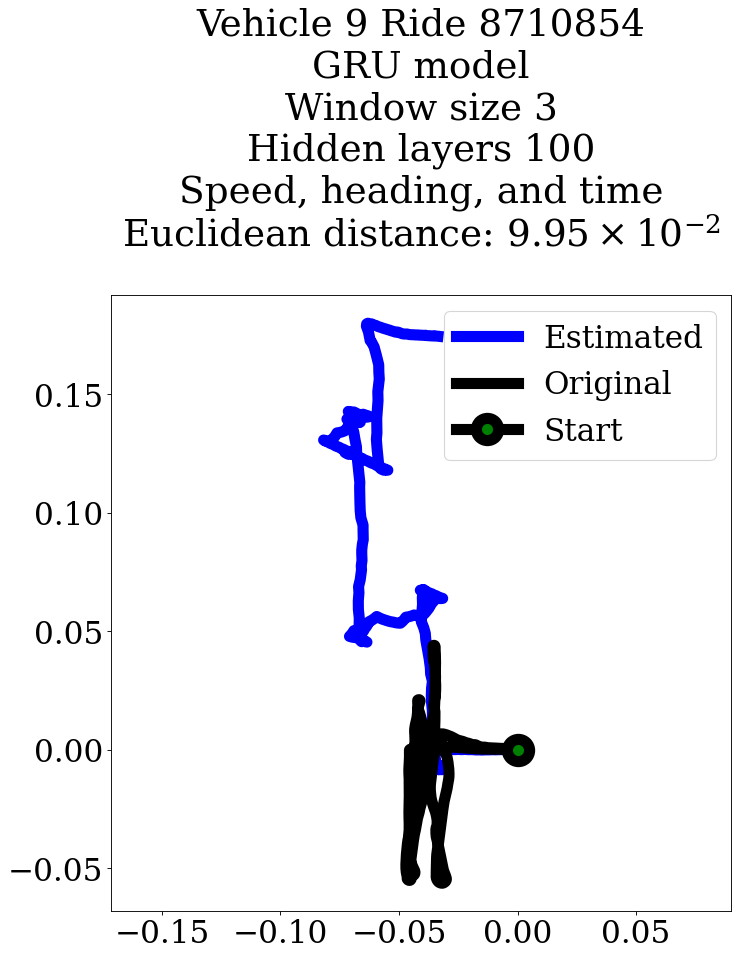 Vehicle 9 Ride 8710854
GRU model
Window size 3
Hidden layers 100
Speed, heading, and time
Euclidean distance: 9.95 × 10⁻²
Estimated
Original
Start
0.15
0.10
0.05
0.00
−0.05
−0.15
−0.10
−0.05
0.00
0.05